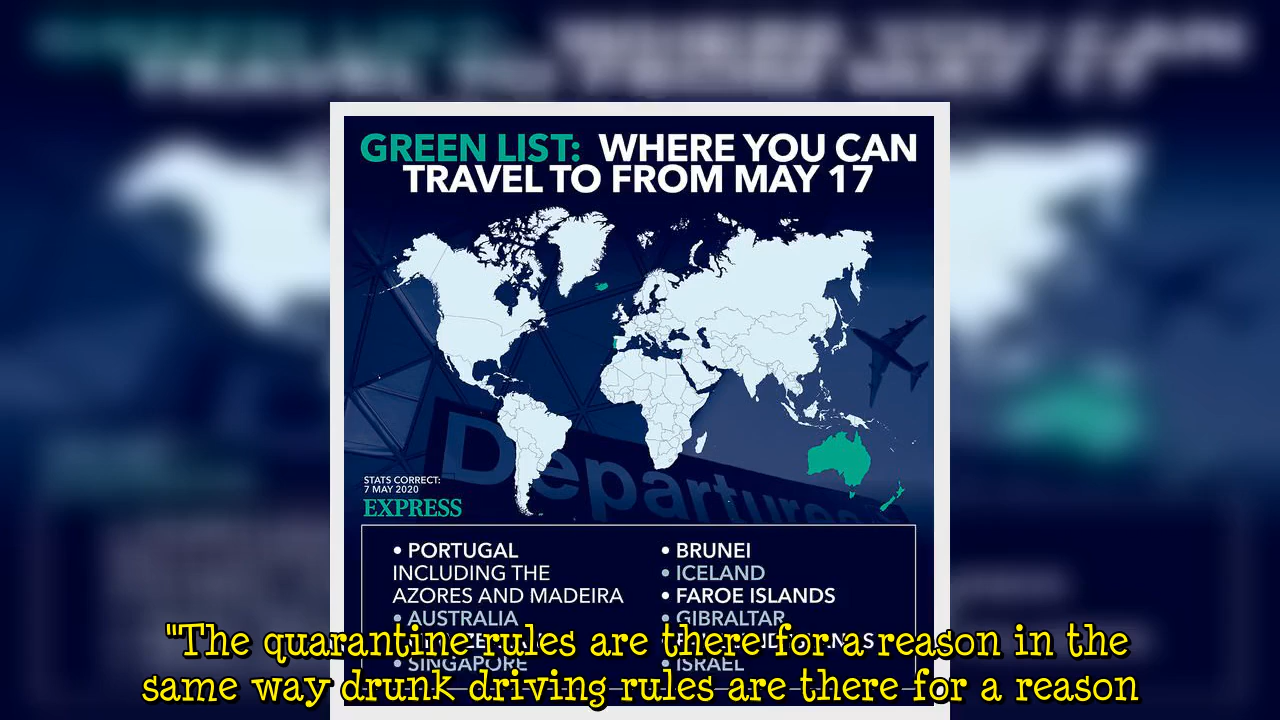 GREEN LIST: WHERE YOU CAN
TRAVEL TO FROM MAY 17
Departures
STATS CORRECT:
7 MAY 2020
EXPRESS
• PORTUGAL
INCLUDING THE
AZORES AND MADEIRA
• AUSTRALIA
• SINGAPORE
• BRUNEI
• ICELAND
• FAROE ISLANDS
• GIBRALTAR
• ISRAEL
"The quarantine rules are there for a reason in the
same way drunk driving rules are there for a reason